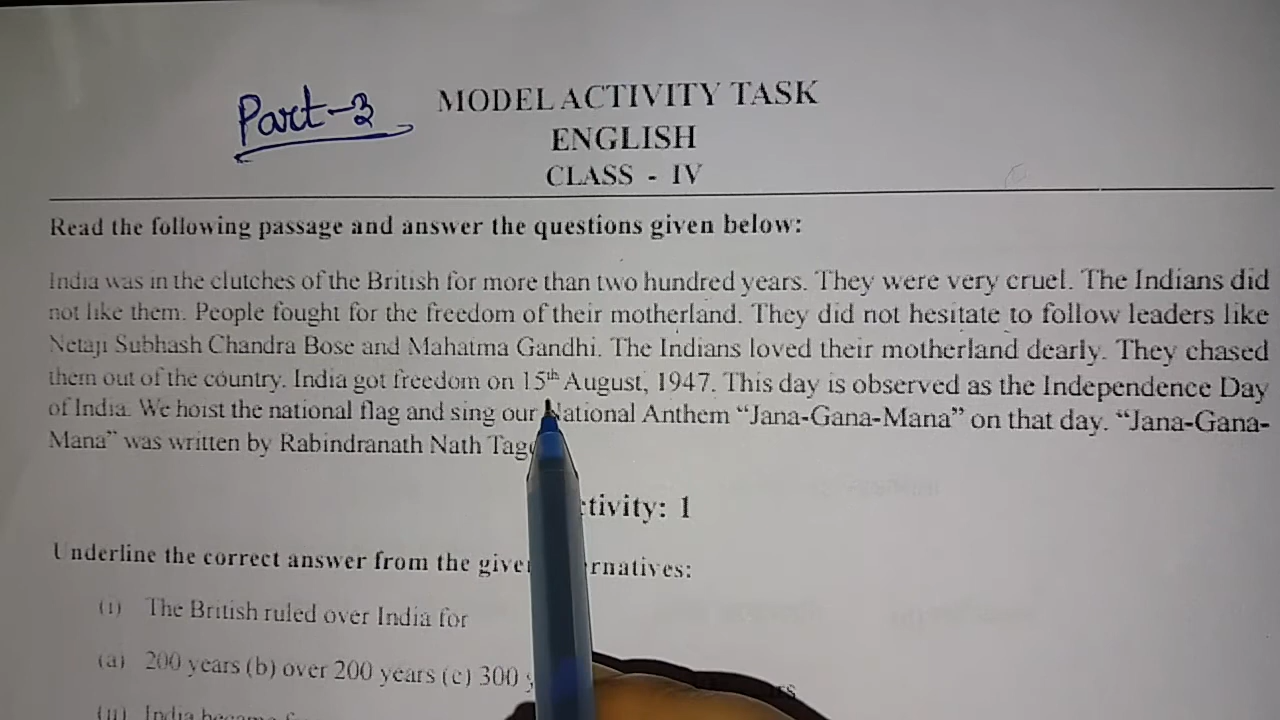 Part-3
MODEL ACTIVITY TASK
ENGLISH
CLASS - IV
Read the following passage and answer the questions given below:
India was in the clutches of the British for more than two hundred years. They were very cruel. The Indians did
not like them. People fought for the freedom of their motherland. They did not hesitate to follow leaders like
Netaji Subhash Chandra Bose and Mahatma Gandhi. The Indians loved their motherland dearly. They chased
them out of the country. India got freedom on 15th August, 1947. This day is observed as the Independence Day
of India. We hoist the national flag and sing our National Anthem “Jana-Gana-Mana” on that day. “Jana-Gana-
Mana” was written by Rabindranath Nath
: 1
Underline the correct answer from the
(i) The British ruled over India for
(a) 200 years (b) over 200 years (c) 300
(ii) India